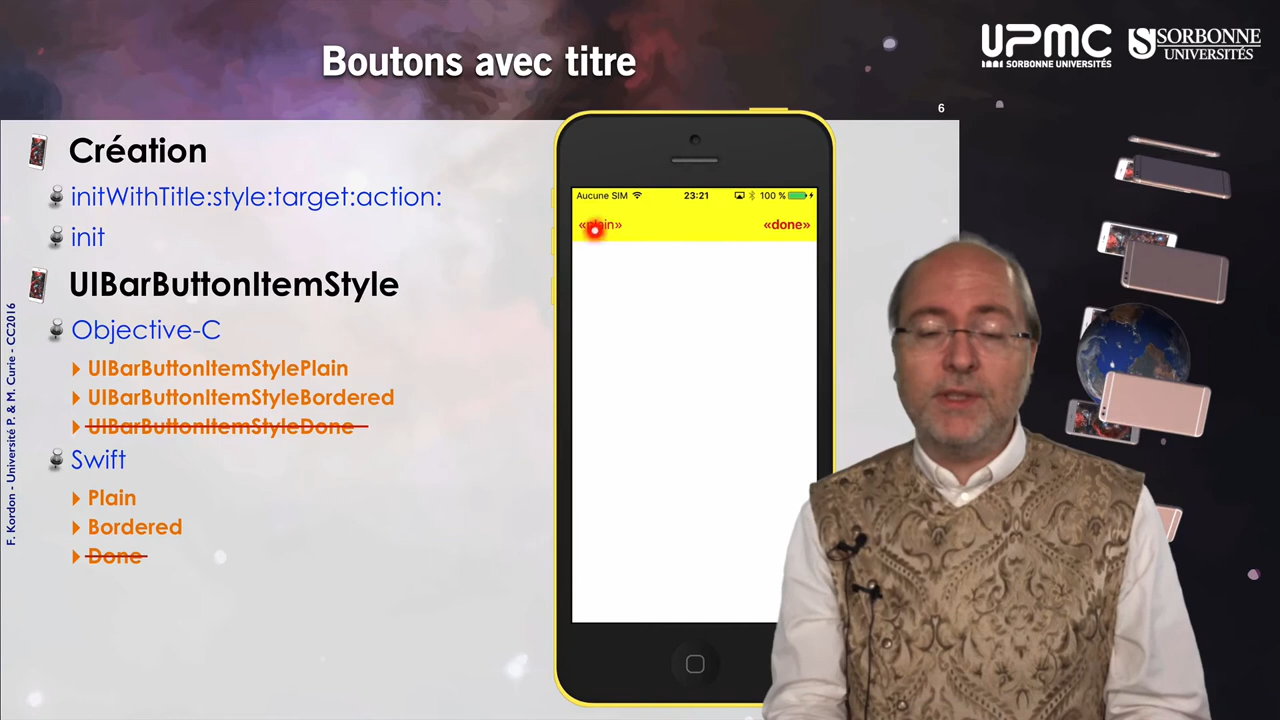 Boutons avec titre
UPMC
SORBONNE UNIVERSITÉS
SORBONNE
UNIVERSITÉS
6
Création
initWithTitle:style:target:action:
init
UIBarButtonItemStyle
Objective-C
UIBarButtonItemStylePlain
UIBarButtonItemStyleBordered
UIBarButtonItemStyleDone
Swift
Plain
Bordered
Done
F. Kordon - Université P. & M. Curie - CC2016
Aucune SIM 23:21 100 %
«plain» «done»